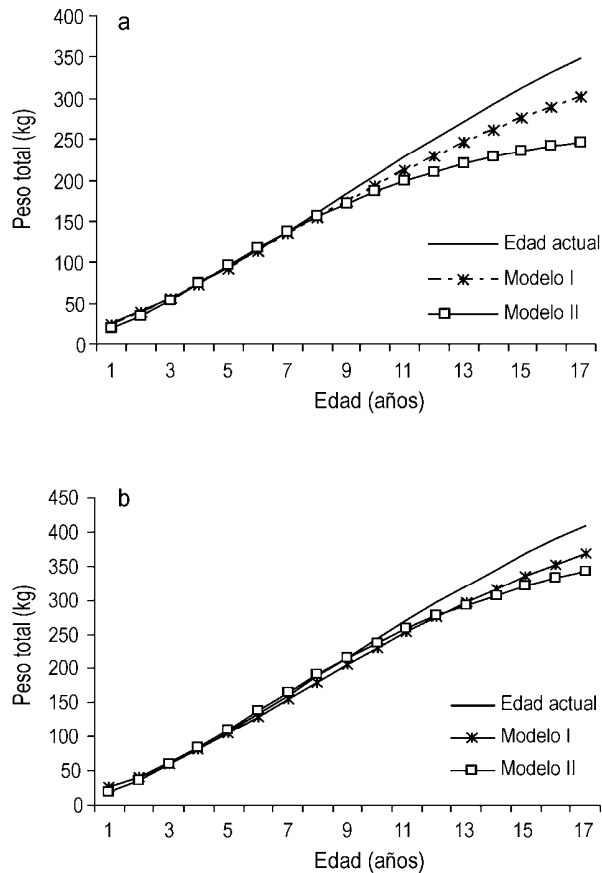 a
400
350
300
250
200
150
100
50
0
Peso total (kg)
Edad actual
Modelo I
Modelo II
1 3 5 7 9 11 13 15 17
Edad (años)
b
450
400
350
300
250
200
150
100
50
0
Peso total (kg)
Edad actual
Modelo I
Modelo II
1 3 5 7 9 11 13 15 17
Edad (años)